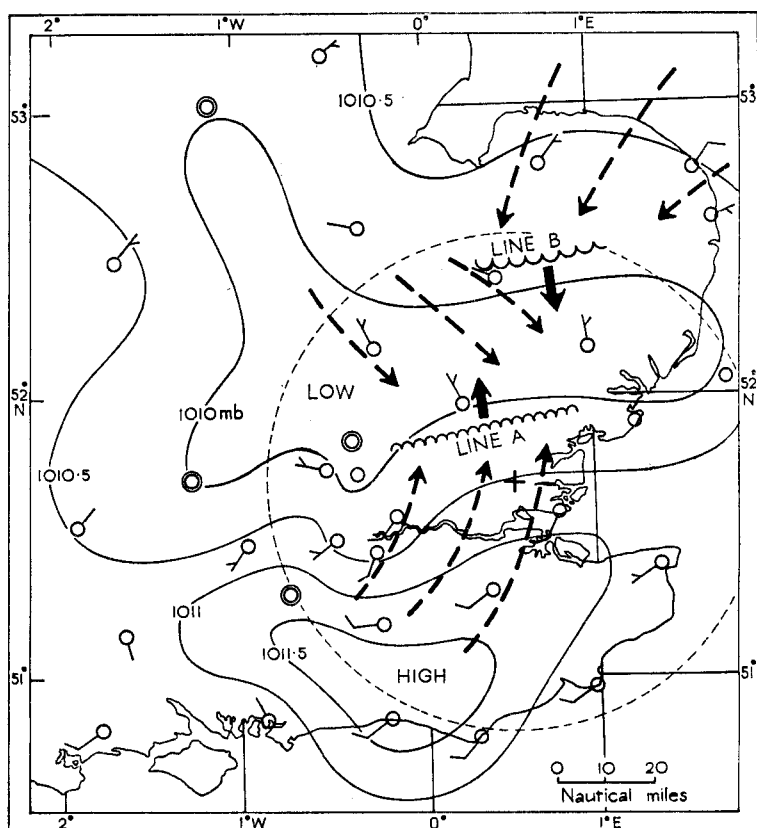 2° 1°W 0° 1°E
53° 1010·5 53°
LINE B
52° N LOW 52° N
1010mb
LINE A
1010·5
1011
1011·5
51° HIGH 51°
0 10 20
Nautical miles
2° 1°W 0° 1°E